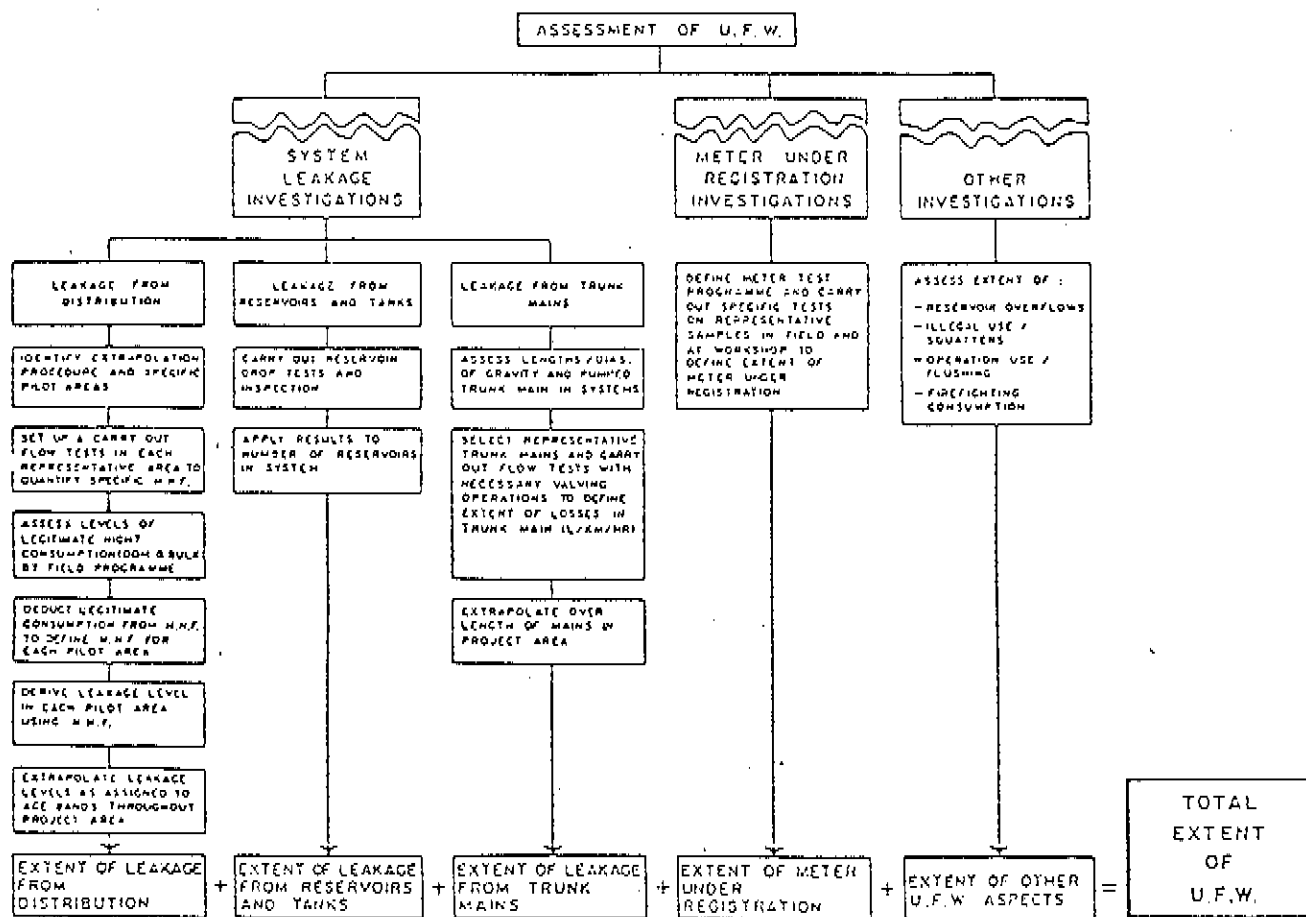 ASSESSMENT OF U.F.W.
SYSTEM
LEAKAGE
INVESTIGATIONS
METER UNDER
REGISTRATION
INVESTIGATIONS
OTHER
INVESTIGATIONS
LEAKAGE FROM
DISTRIBUTION
IDENTIFY EXTRAPOLATION
PROCEDURE AND SPECIFIC
PILOT AREAS
SET UP & CARRY OUT
FLOW TESTS IN EACH
REPRESENTATIVE AREA TO
QUANTIFY SPECIFIC M.N.F.
ASSESS LEVELS OF
LEGITIMATE NIGHT
CONSUMPTION(DOM & BULK
BY FIELD PROGRAMME
DEDUCT LEGITIMATE
CONSUMPTION FROM M.N.F.
TO DEFINE N.N.F. FOR
EACH PILOT AREA
DERIVE LEAKAGE LEVEL
IN EACH PILOT AREA
USING N.N.F.
EXTRAPOLATE LEAKAGE
LEVELS AS ASSIGNED TO
AGE BANDS THROUGHOUT
PROJECT AREA
LEAKAGE FROM
RESERVOIRS AND TANKS
CARRY OUT RESERVOIR
DROP TESTS AND
INSPECTION
APPLY RESULTS TO
NUMBER OF RESERVOIRS
IN SYSTEM
LEAKAGE FROM TRUNK
MAINS
ASSESS LENGTHS/DIAS.
OF GRAVITY AND PUMPED
TRUNK MAIN IN SYSTEMS
SELECT REPRESENTATIVE
TRUNK MAINS AND CARRY
OUT FLOW TESTS WITH
NECESSARY VALVING
OPERATIONS TO DEFINE
EXTENT OF LOSSES IN
TRUNK MAIN (L/KM/HR)
EXTRAPOLATE OVER
LENGTH OF MAINS IN
PROJECT AREA
DEFINE METER TEST
PROGRAMME AND CARRY
OUT SPECIFIC TESTS
ON REPRESENTATIVE
SAMPLES IN FIELD AND
AT WORKSHOP TO
DEFINE EXTENT OF
METER UNDER
REGISTRATION
ASSESS EXTENT OF :
- RESERVOIR OVERFLOWS
- ILLEGAL USE /
SQUATTERS
- OPERATION USE /
FLUSHING
- FIREFIGHTING
CONSUMPTION
EXTENT OF LEAKAGE
FROM
DISTRIBUTION
+
EXTENT OF LEAKAGE
FROM RESERVOIRS
AND TANKS
+
EXTENT OF LEAKAGE
FROM TRUNK
MAINS
+
EXTENT OF METER
UNDER
REGISTRATION
+
EXTENT OF OTHER
U.F.W ASPECTS
=
TOTAL
EXTENT
OF
U.F.W.